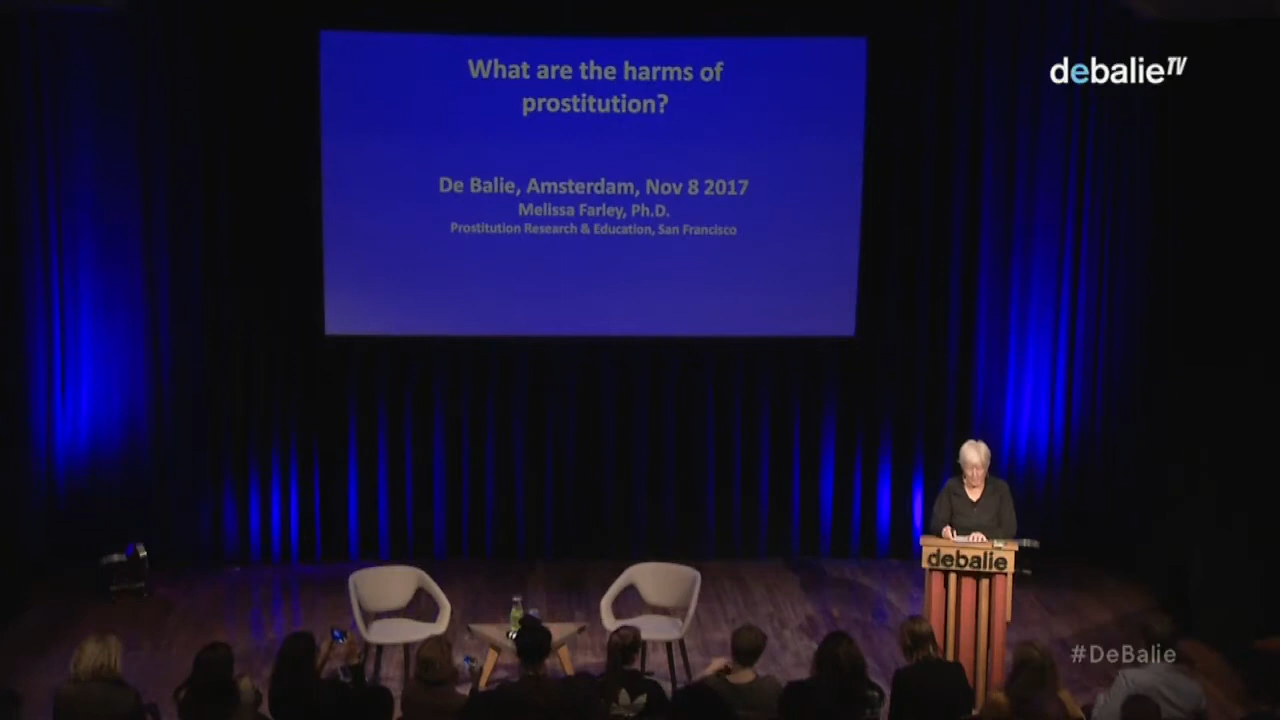 What are the harms of
prostitution?
De Balie, Amsterdam, Nov 8 2017
Melissa Farley, Ph.D.
Prostitution Research & Education, San Francisco
debalieTV
debalie
#DeBalie